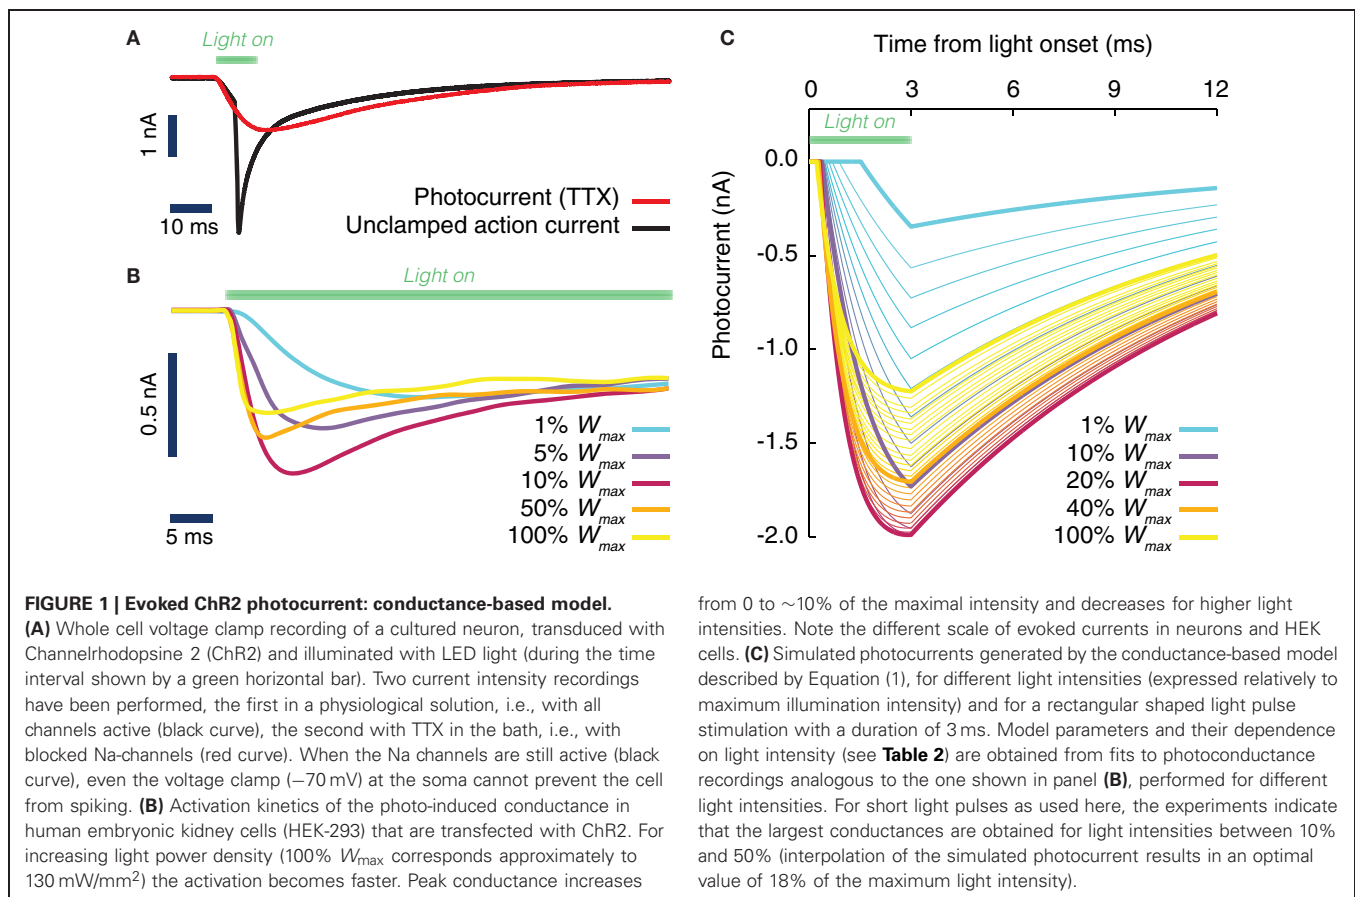 A
Light on
1 nA
10 ms
Photocurrent (TTX)
Unclamped action current
B
Light on
0.5 nA
5 ms
1% Wmax
5% Wmax
10% Wmax
50% Wmax
100% Wmax
C
Time from light onset (ms)
0 3 6 9 12
Light on
Photocurrent (nA)
0.0
-0.5
-1.0
-1.5
-2.0
1% Wmax
10% Wmax
20% Wmax
40% Wmax
100% Wmax
FIGURE 1 | Evoked ChR2 photocurrent: conductance-based model.
(A) Whole cell voltage clamp recording of a cultured neuron, transduced with
Channelrhodopsine 2 (ChR2) and illuminated with LED light (during the time
interval shown by a green horizontal bar). Two current intensity recordings
have been performed, the first in a physiological solution, i.e., with all
channels active (black curve), the second with TTX in the bath, i.e., with
blocked Na-channels (red curve). When the Na channels are still active (black
curve), even the voltage clamp (−70 mV) at the soma cannot prevent the cell
from spiking. (B) Activation kinetics of the photo-induced conductance in
human embryonic kidney cells (HEK-293) that are transfected with ChR2. For
increasing light power density (100% Wmax corresponds approximately to
130 mW/mm²) the activation becomes faster. Peak conductance increases
from 0 to ∼10% of the maximal intensity and decreases for higher light
intensities. Note the different scale of evoked currents in neurons and HEK
cells. (C) Simulated photocurrents generated by the conductance-based model
described by Equation (1), for different light intensities (expressed relatively to
maximum illumination intensity) and for a rectangular shaped light pulse
stimulation with a duration of 3 ms. Model parameters and their dependence
on light intensity (see Table 2) are obtained from fits to photoconductance
recordings analogous to the one shown in panel (B), performed for different
light intensities. For short light pulses as used here, the experiments indicate
that the largest conductances are obtained for light intensities between 10%
and 50% (interpolation of the simulated photocurrent results in an optimal
value of 18% of the maximum light intensity).